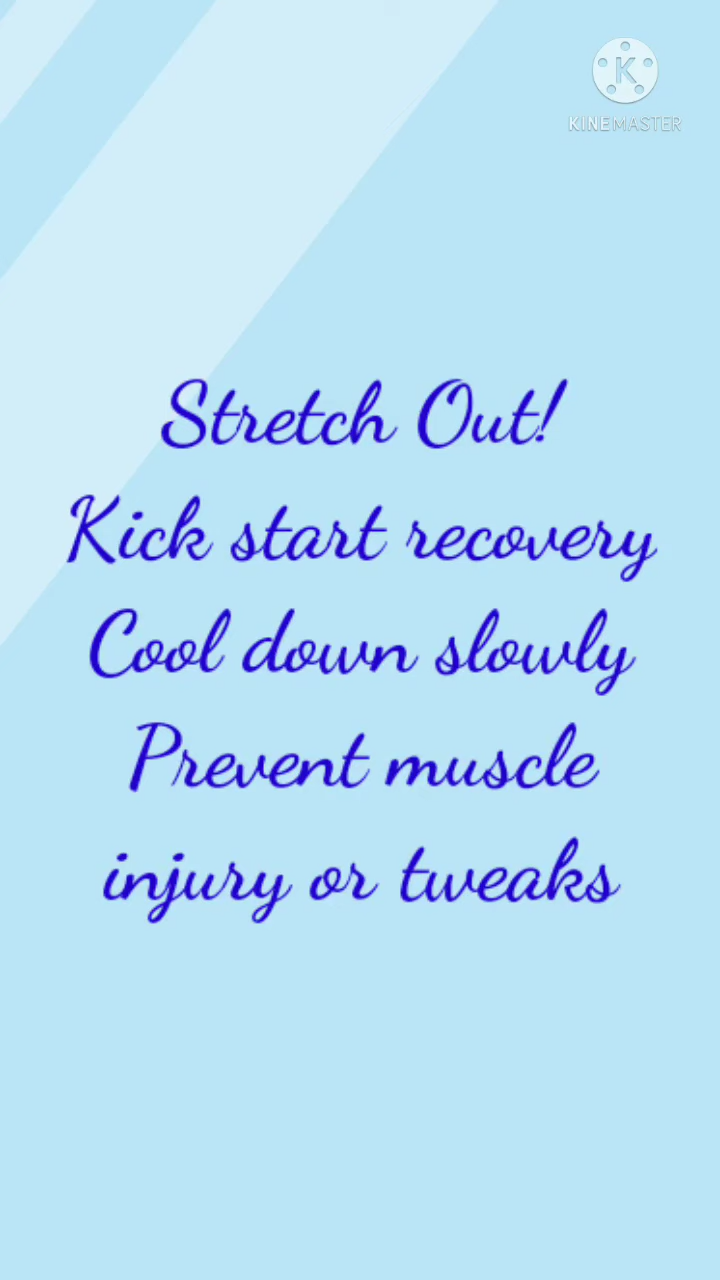 KINEMASTER
Stretch Out!
Kick start recovery
Cool down slowly
Prevent muscle
injury or tweaks